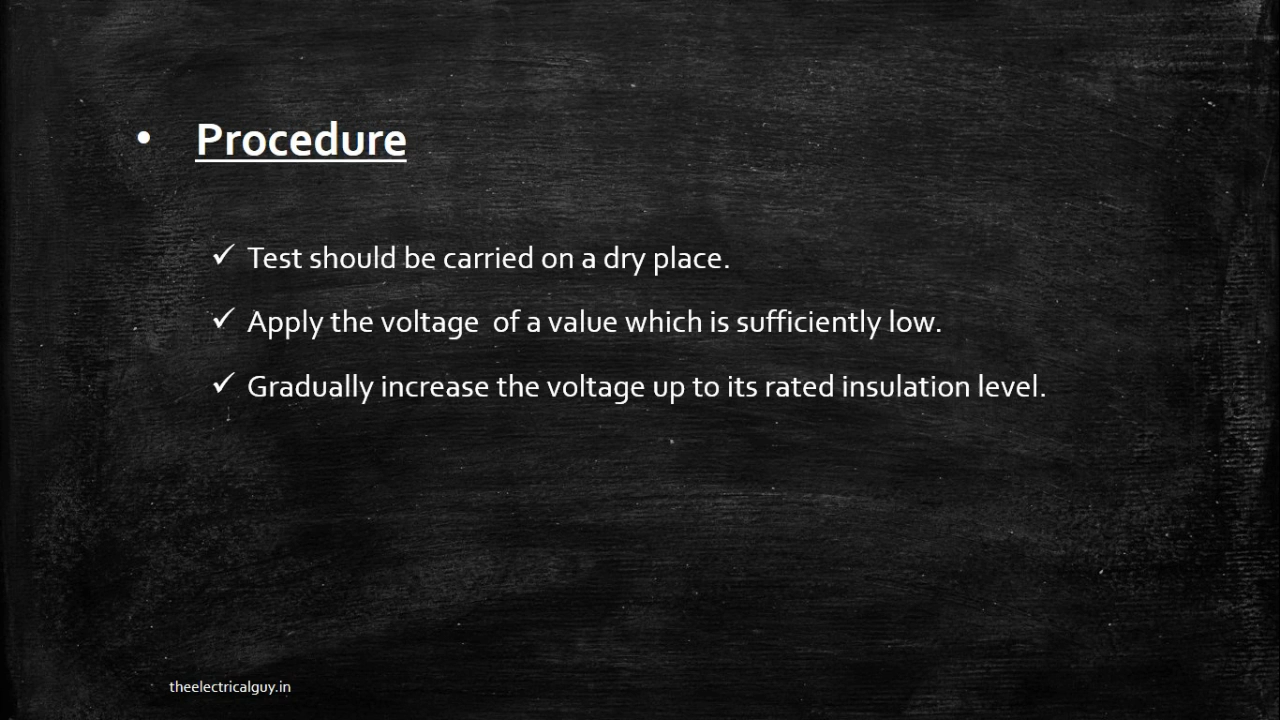 • Procedure
✓ Test should be carried on a dry place.
✓ Apply the voltage  of a value which is sufficiently low.
✓ Gradually increase the voltage up to its rated insulation level.
theelectricalguy.in